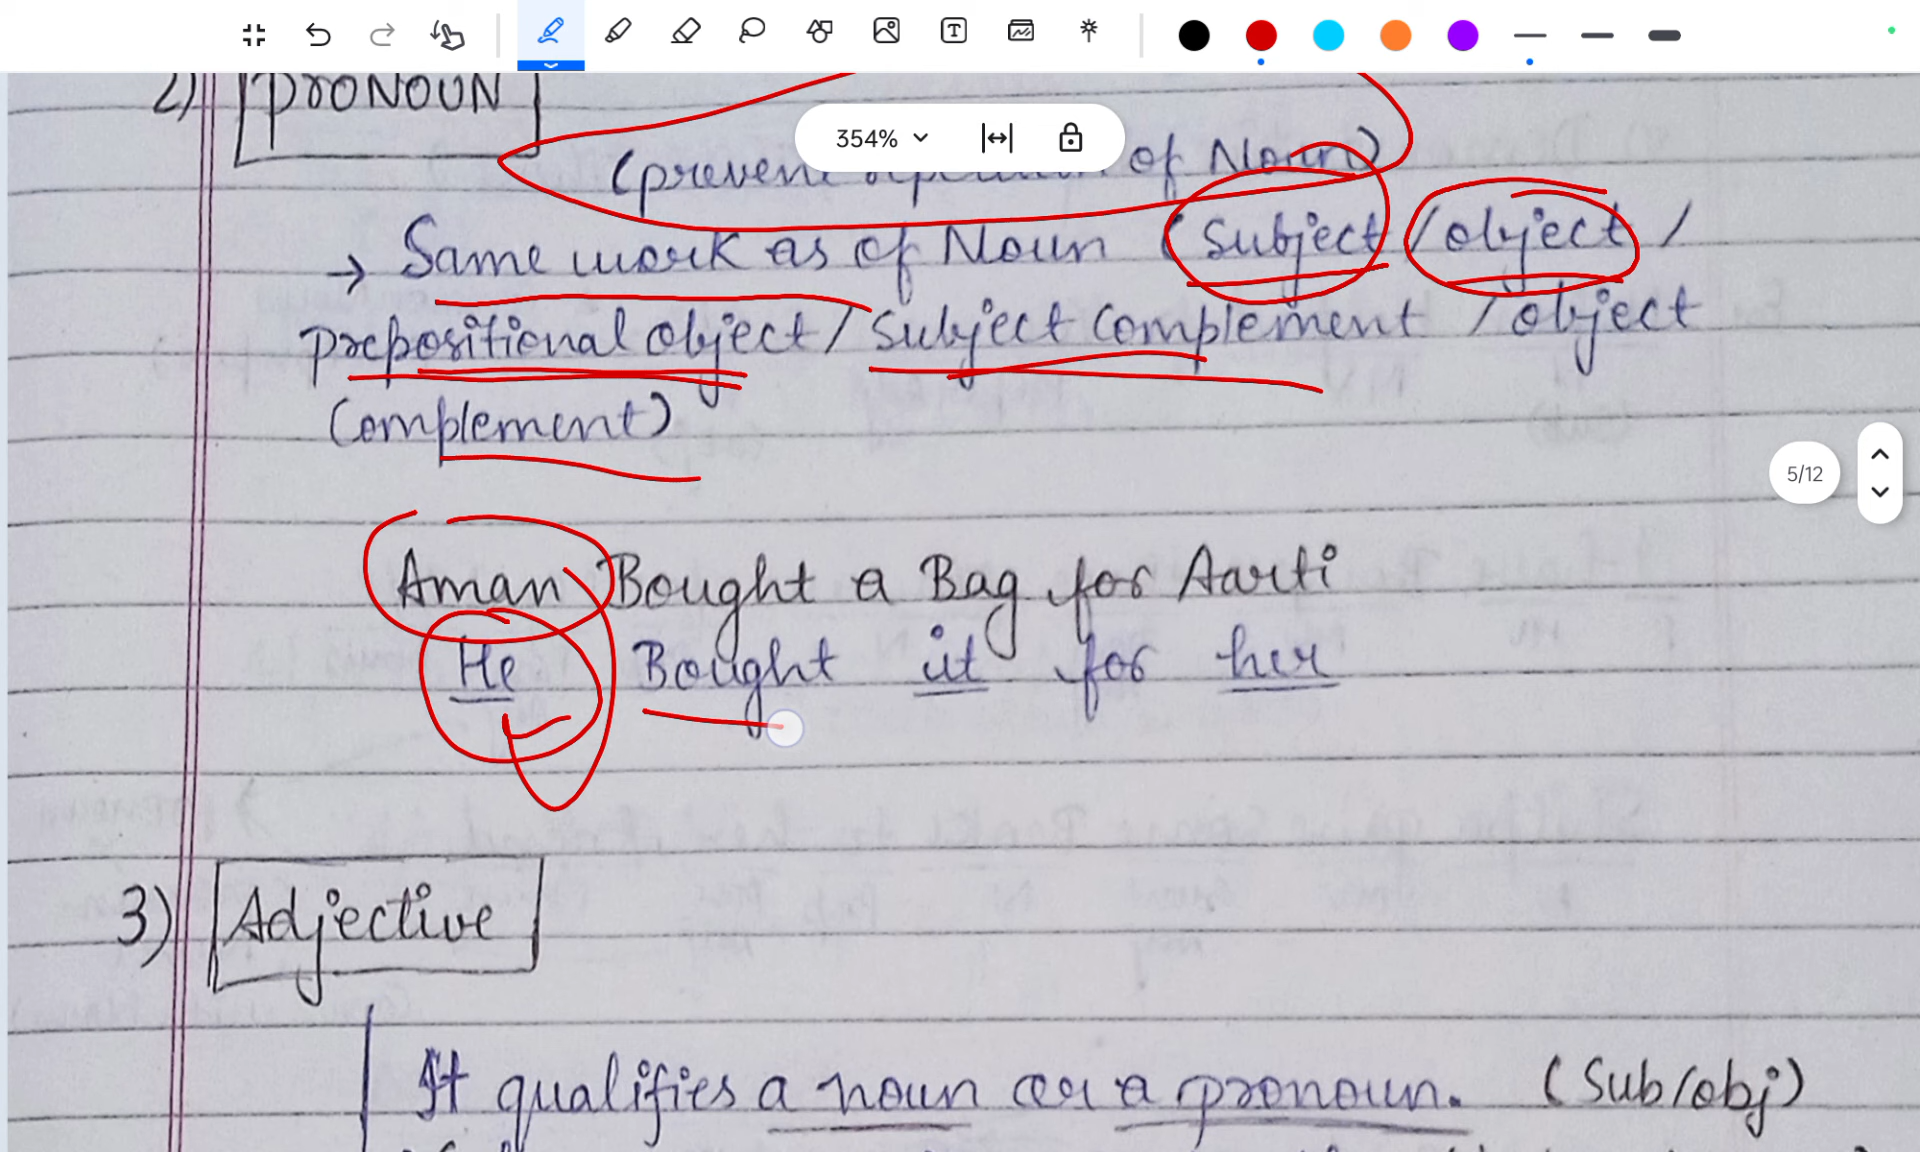 354%
2) PRONOUN
of Noun)
→ Same work as of Noun (Subject / object /
prepositional object / Subject Complement / object
Complement)
5/12
Aman Bought a Bag for Aarti
He Bought it for her
3) Adjective
It qualifies a noun or a pronoun. (Sub/obj)